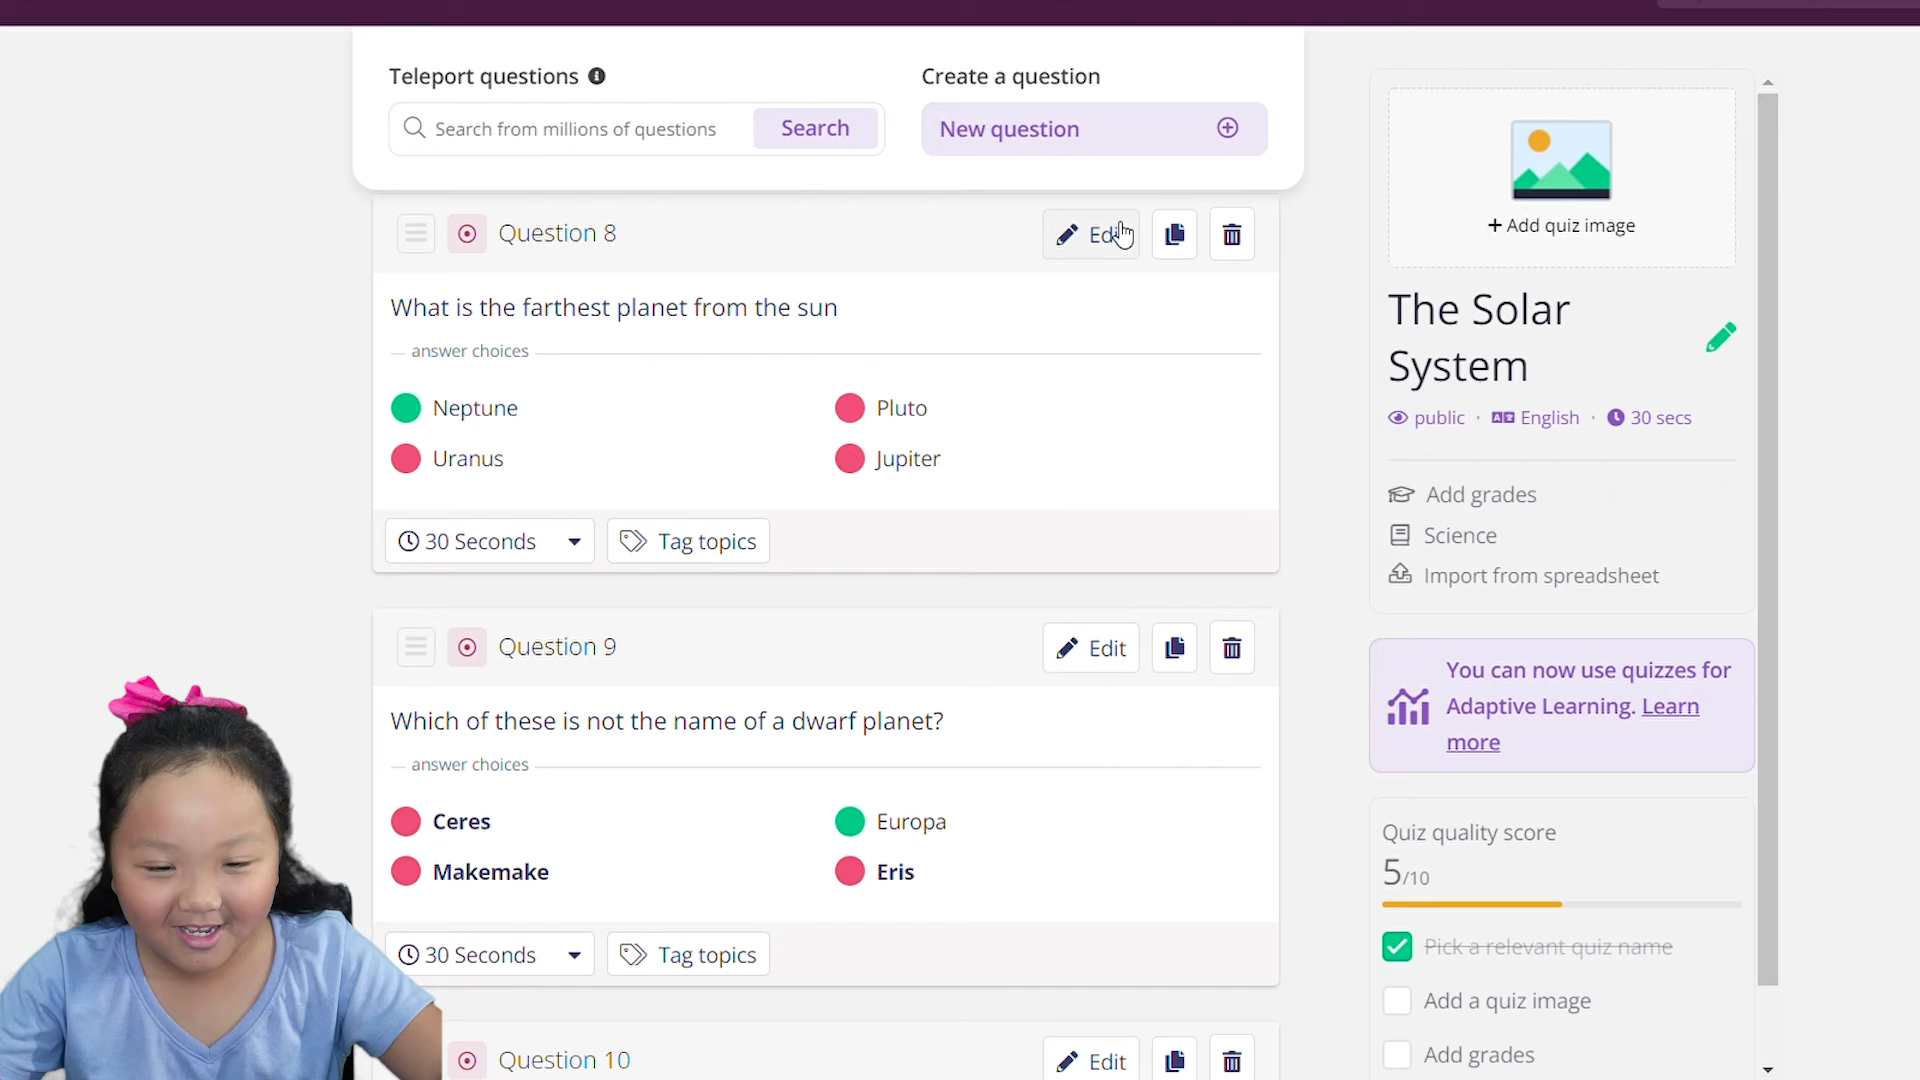 Teleport questions
Create a question
Search from millions of questions
Search
New question
Question 8
Edit
What is the farthest planet from the sun
answer choices
Neptune
Pluto
Uranus
Jupiter
30 Seconds
Tag topics
Question 9
Edit
Which of these is not the name of a dwarf planet?
answer choices
Ceres
Europa
Makemake
Eris
30 Seconds
Tag topics
Question 10
Edit
+ Add quiz image
The Solar
System
public · English · 30 secs
Add grades
Science
Import from spreadsheet
You can now use quizzes for
Adaptive Learning. Learn
more
Quiz quality score
5/10
Pick a relevant quiz name
Add a quiz image
Add grades